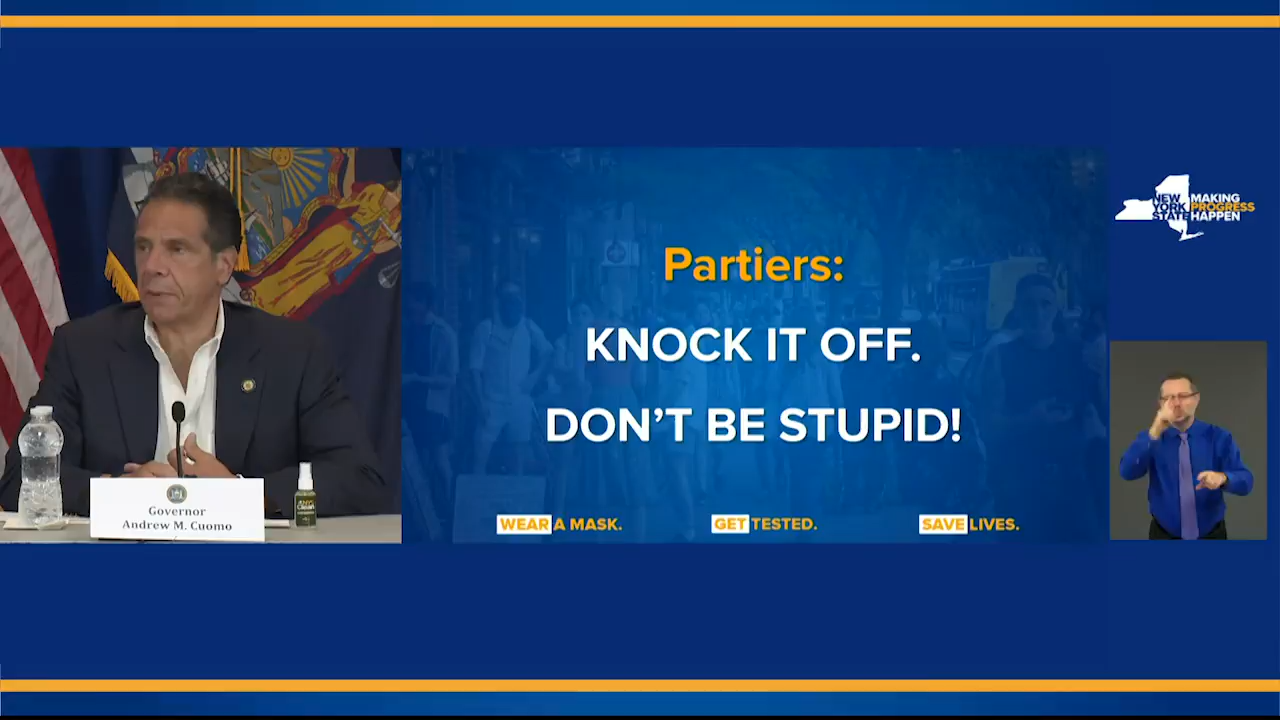 Partiers:
KNOCK IT OFF.
DON'T BE STUPID!
WEAR A MASK.
GET TESTED.
SAVE LIVES.
Governor
Andrew M. Cuomo
NEW
YORK
STATE
MAKING
PROGRESS
HAPPEN